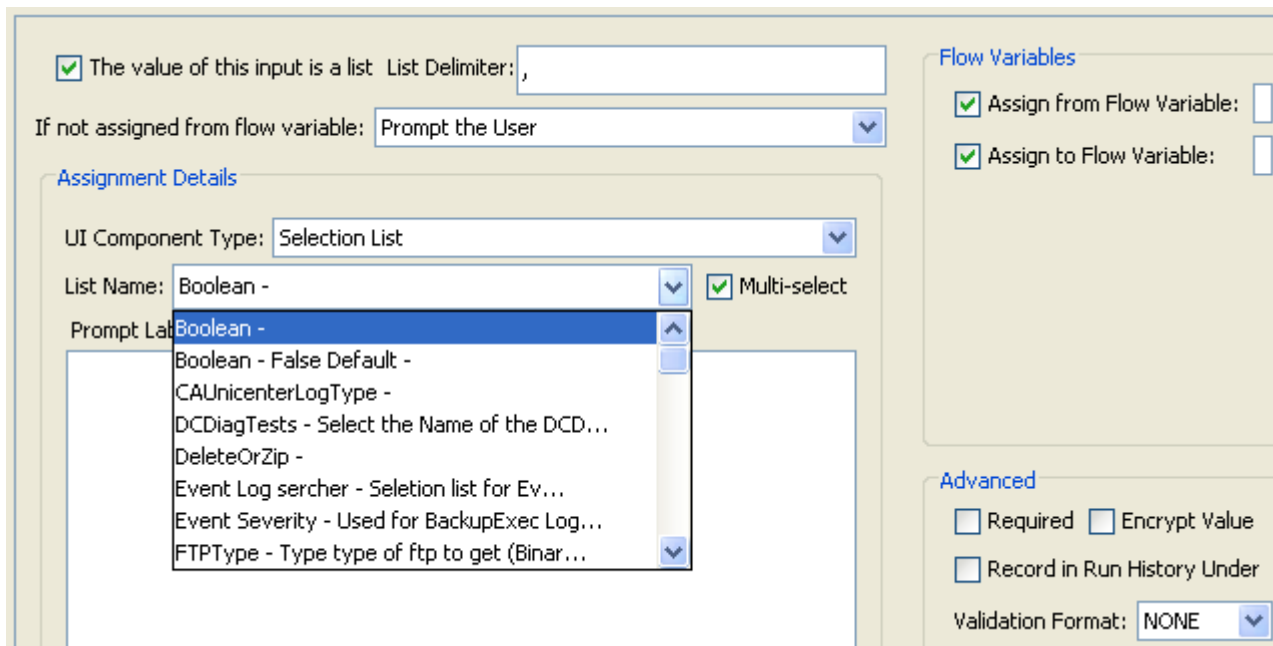 The value of this input is a list List Delimiter: ,
If not assigned from flow variable: Prompt the User
Assignment Details
UI Component Type: Selection List
List Name: Boolean - Multi-select
Prompt Lab
Boolean -
Boolean - False Default -
CAUnicenterLogType -
DCDiagTests - Select the Name of the DCD...
DeleteOrZip -
Event Log sercher - Seletion list for Ev...
Event Severity - Used for BackupExec Log...
FTPType - Type type of ftp to get (Binar...
Flow Variables
Assign from Flow Variable:
Assign to Flow Variable:
Advanced
Required Encrypt Value
Record in Run History Under
Validation Format: NONE